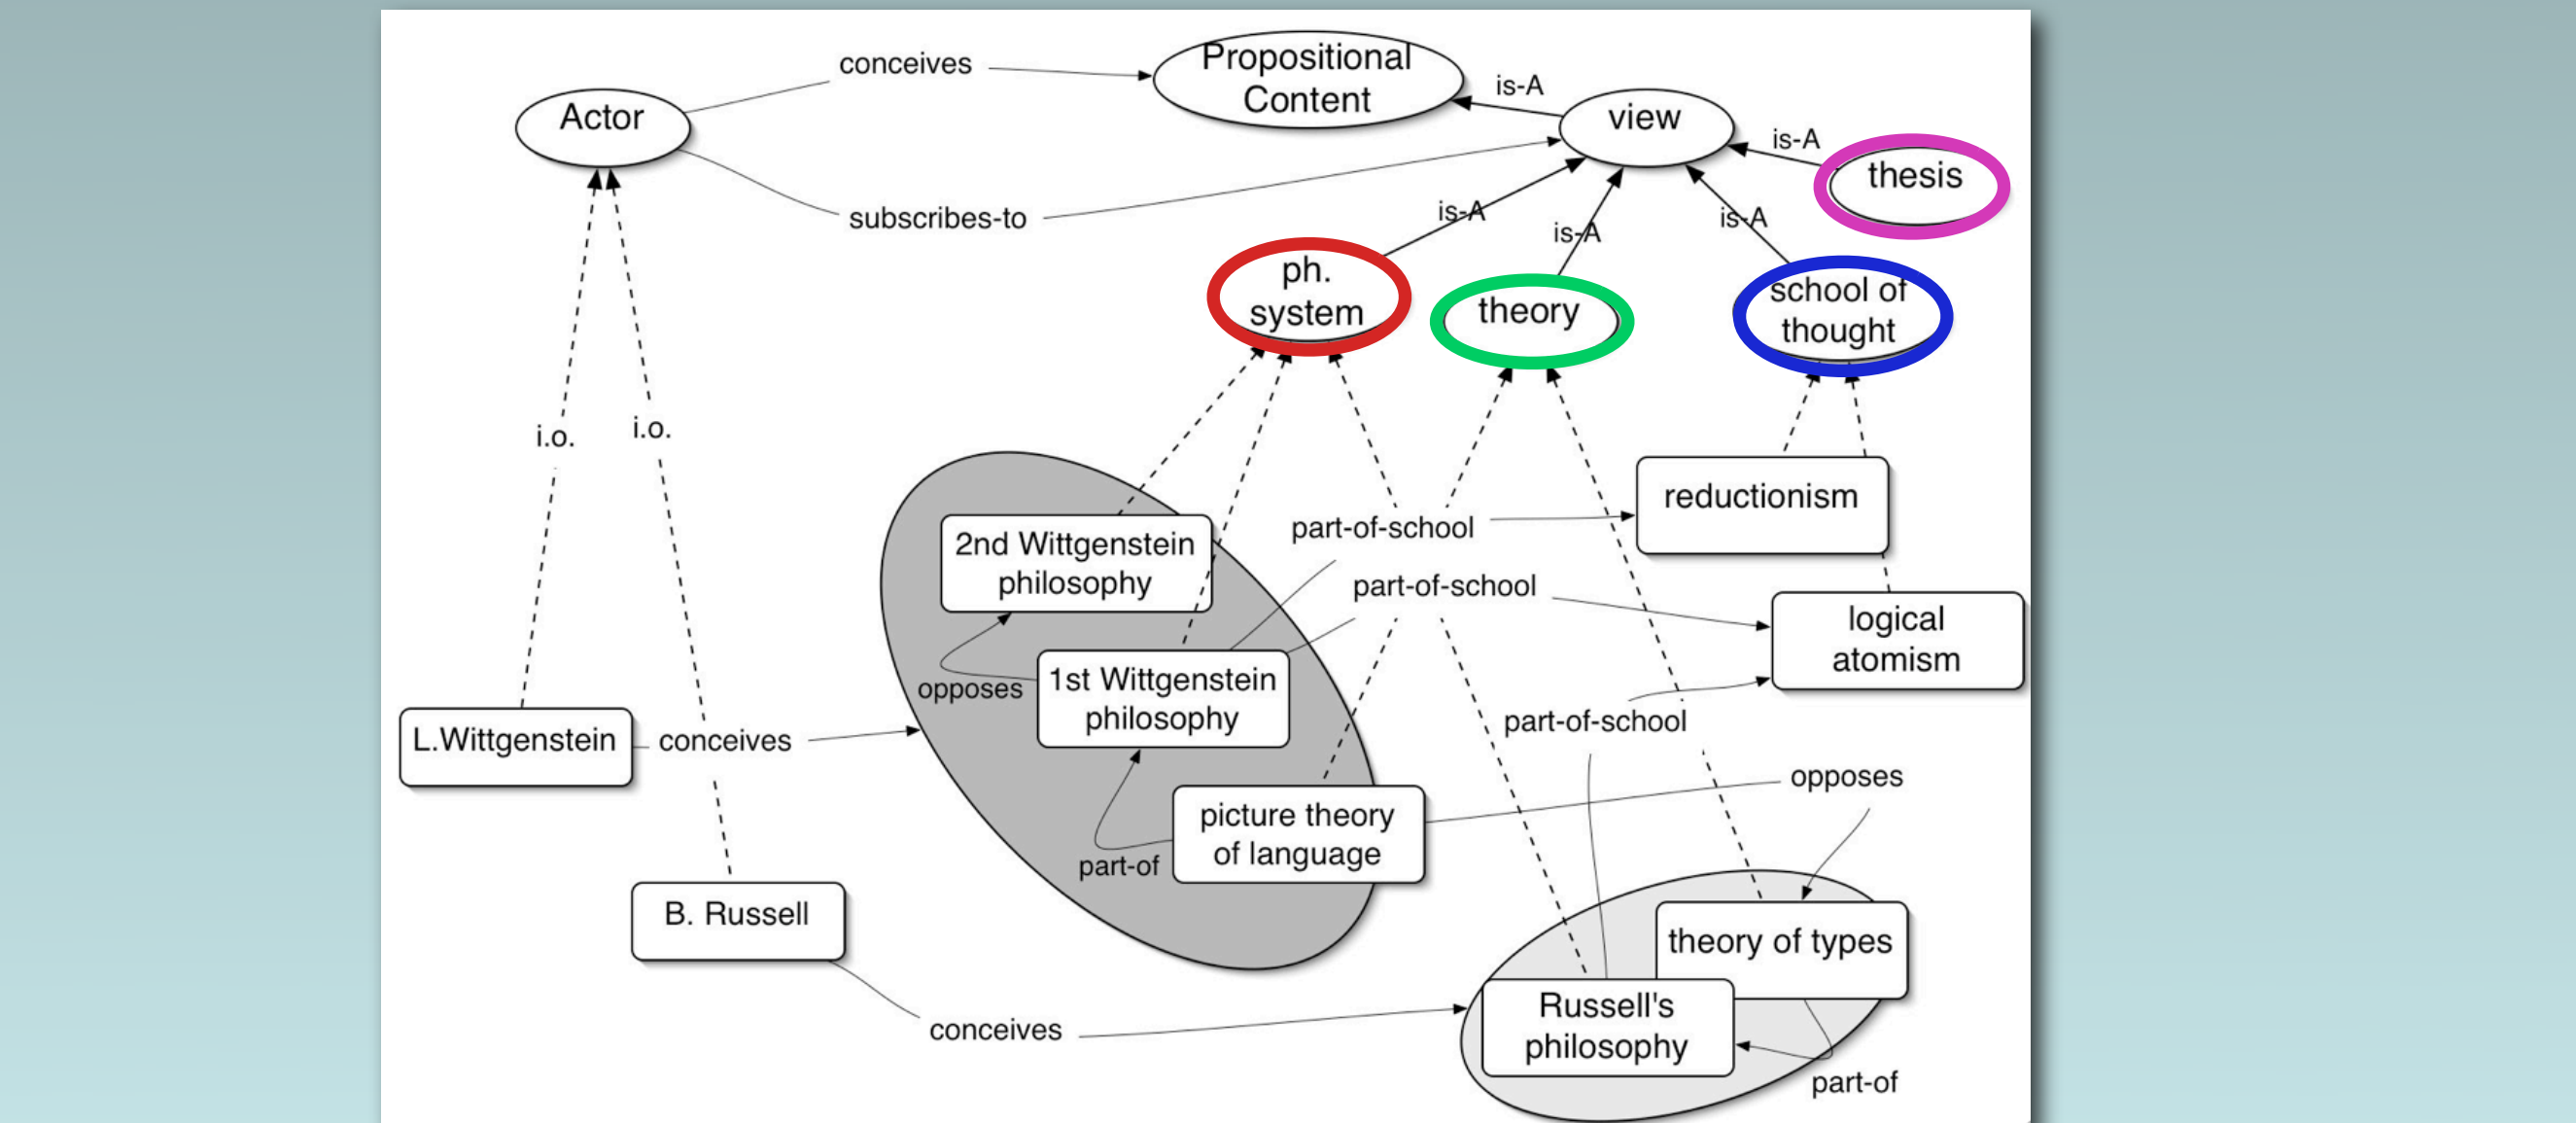 conceives
Propositional
Content
is-A
Actor
view
is-A
thesis
subscribes-to
is-A
is-A
is-A
ph.
system
theory
school of
thought
i.o.
i.o.
reductionism
part-of-school
2nd Wittgenstein
philosophy
part-of-school
logical
atomism
opposes
1st Wittgenstein
philosophy
part-of-school
L.Wittgenstein
conceives
opposes
picture theory
of language
part-of
B. Russell
theory of types
Russell's
philosophy
conceives
part-of